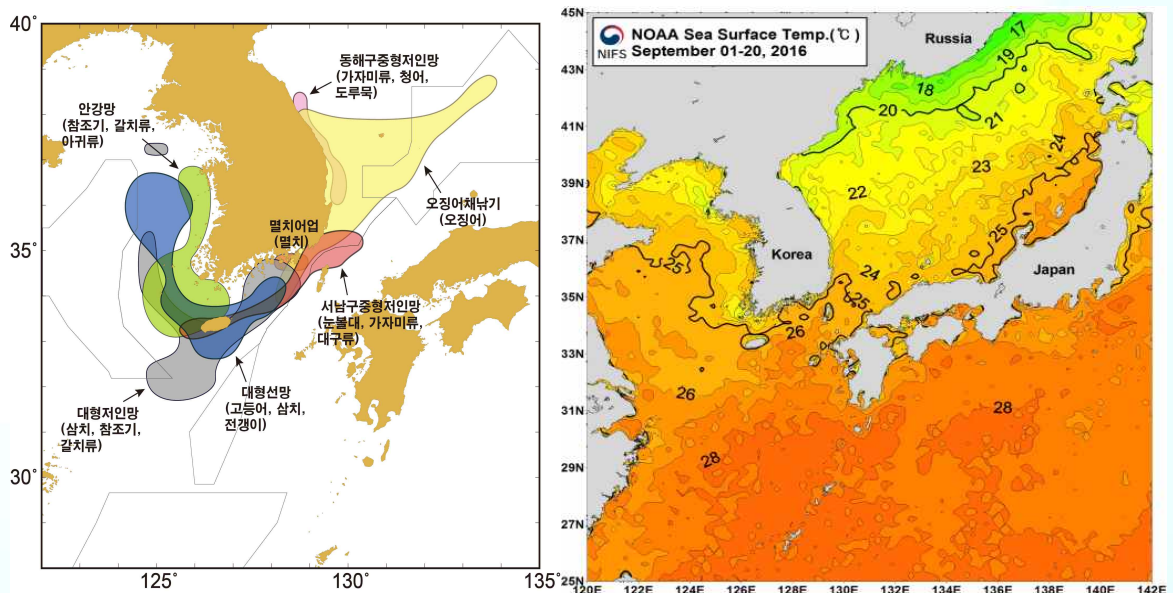 40°
35°
30°
125°
130°
135°
동해구중형저인망
(가자미류, 청어,
도루묵)
안강망
(참조기, 갈치류,
아귀류)
오징어채낚기
(오징어)
멸치어업
(멸치)
서남구중형저인망
(눈볼대, 가자미류,
대구류)
대형선망
(고등어, 삼치,
전갱이)
대형저인망
(삼치, 참조기,
갈치류)
NIFS
NOAA Sea Surface Temp.(℃)
September 01-20, 2016
45N
43N
41N
39N
37N
35N
33N
31N
29N
27N
25N
120E
122E
124E
126E
128E
130E
132E
134E
136E
138E
140E
142E
Russia
Korea
Japan
17
19
18
20
21
24
23
22
25
25
24
25
26
26
28
28